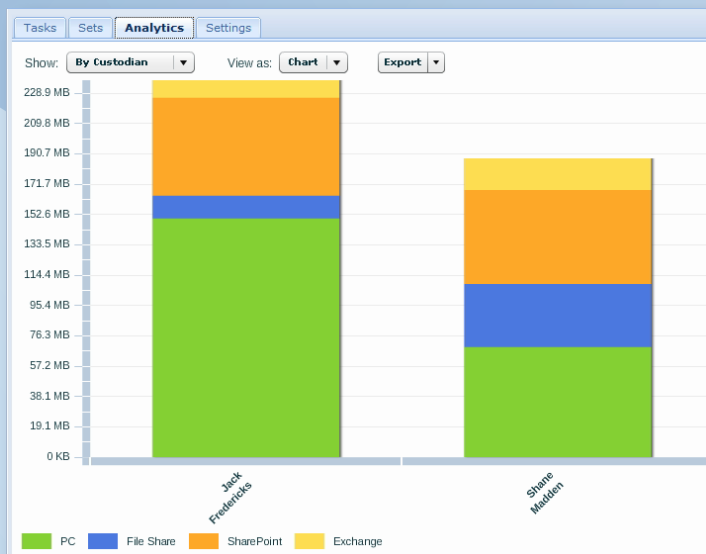 Tasks Sets Analytics Settings
Show: By Custodian View as: Chart Export
228.9 MB
209.8 MB
190.7 MB
171.7 MB
152.6 MB
133.5 MB
114.4 MB
95.4 MB
76.3 MB
57.2 MB
38.1 MB
19.1 MB
0 KB
Jack
Fredericks
Shane
Madden
PC File Share SharePoint Exchange